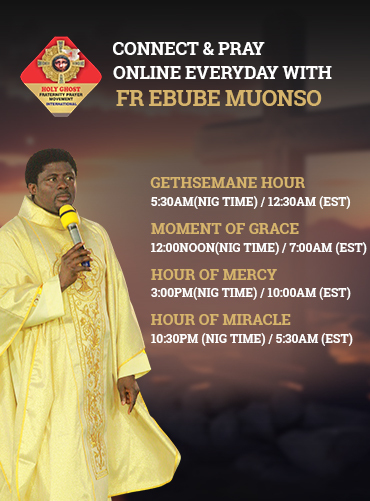 CONNECT & PRAY
ONLINE EVERYDAY WITH
FR EBUBE MUONSO
HOLY GHOST
FRATERNITY PRAYER
MOVEMENT
INTERNATIONAL
GETHSEMANE HOUR
5:30AM(NIG TIME) / 12:30AM (EST)
MOMENT OF GRACE
12:00NOON(NIG TIME) / 7:00AM (EST)
HOUR OF MERCY
3:00PM(NIG TIME) / 10:00AM (EST)
HOUR OF MIRACLE
10:30PM (NIG TIME) / 5:30AM (EST)